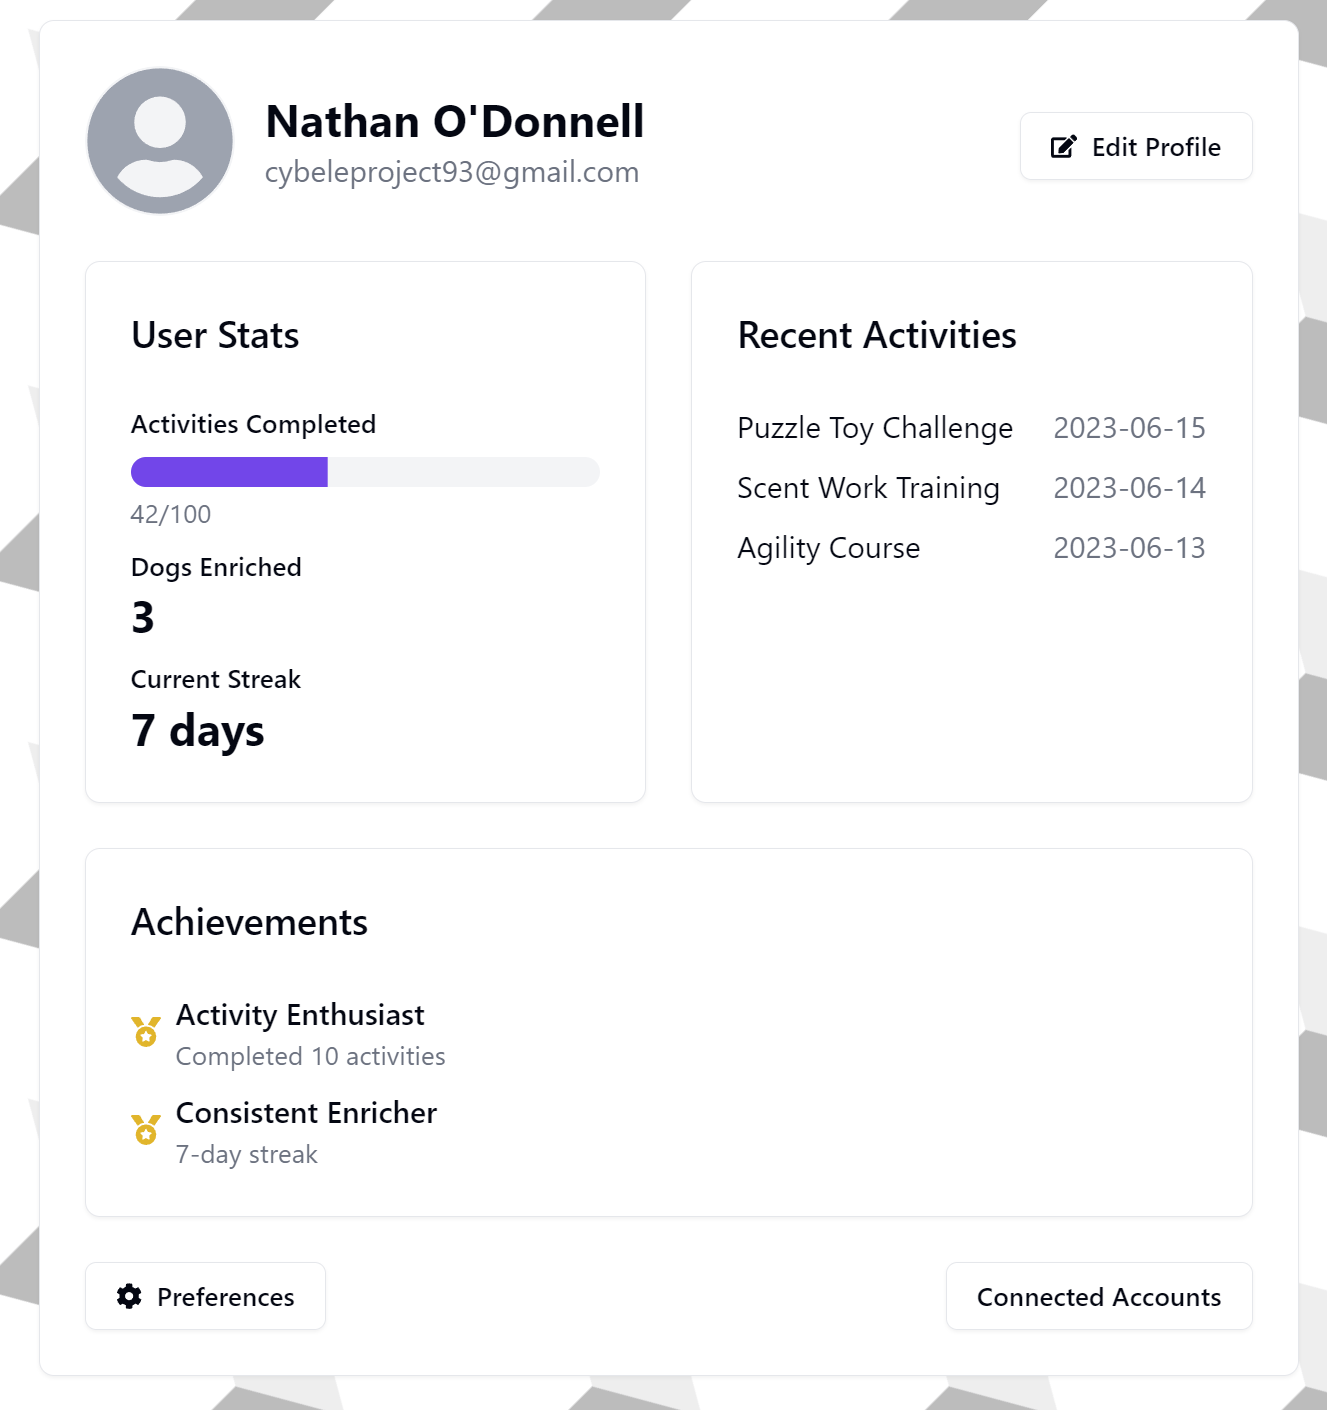 Nathan O'Donnell
cybeleproject93@gmail.com
Edit Profile
User Stats
Activities Completed
42/100
Dogs Enriched
3
Current Streak
7 days
Recent Activities
Puzzle Toy Challenge 2023-06-15
Scent Work Training 2023-06-14
Agility Course 2023-06-13
Achievements
Activity Enthusiast
Completed 10 activities
Consistent Enricher
7-day streak
Preferences
Connected Accounts